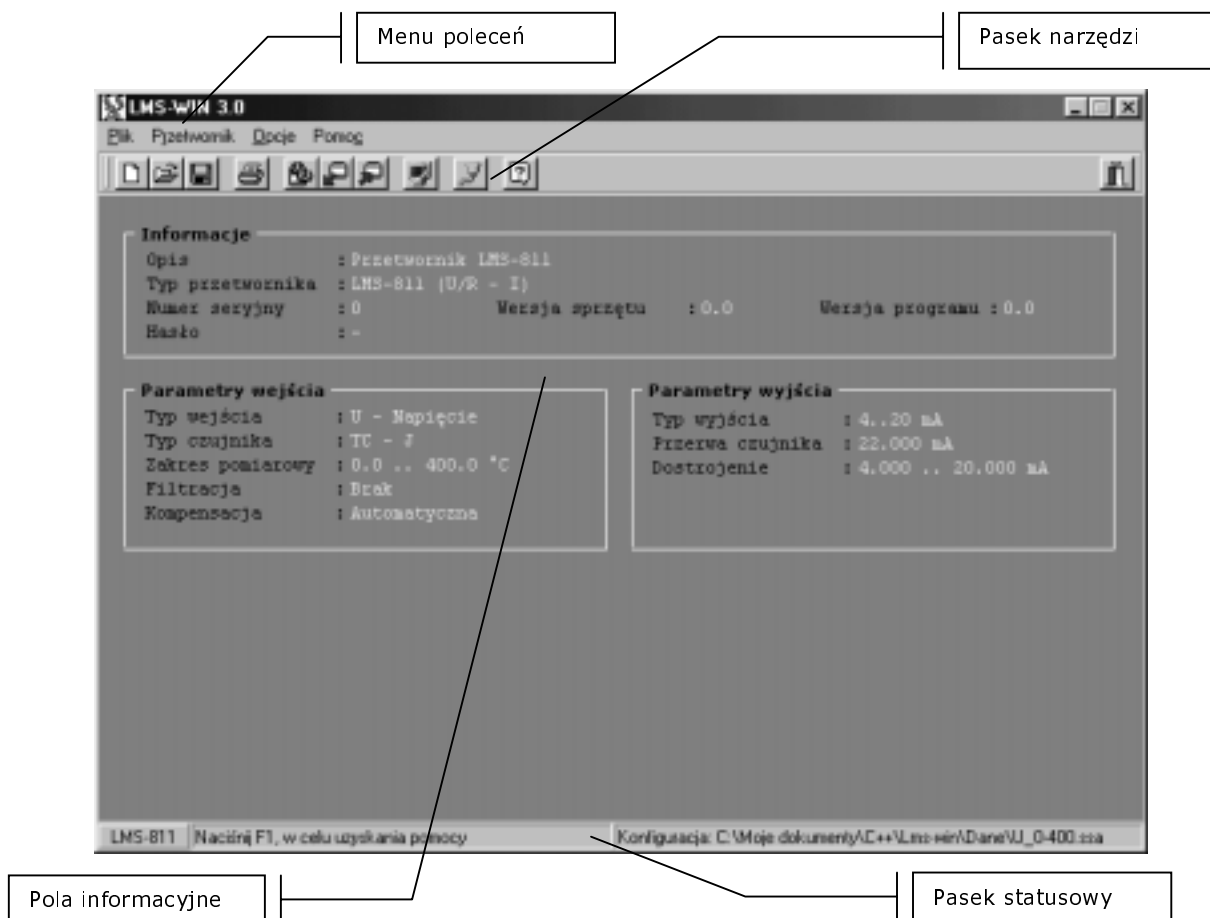 Menu poleceń
Pasek narzędzi
LMS-WIN 3.0
Plik Przetwornik Opcje Pomoc
Informacje
Opis : Przetwornik LMS-811
Typ przetwornika : LMS-811 (U/R - I)
Numer seryjny : 0 Wersja sprzętu : 0.0 Wersja programu : 0.0
Hasło : -
Parametry wejścia
Typ wejścia : U - Napięcie
Typ czujnika : TC - J
Zakres pomiarowy : 0.0 .. 400.0 °C
Filtracja : Brak
Kompensacja : Automatyczna
Parametry wyjścia
Typ wyjścia : 4..20 mA
Przerwa czujnika : 22.000 mA
Dostrojenie : 4.000 .. 20.000 mA
LMS-811 Naciśnij F1, w celu uzyskania pomocy Konfiguracja: C:\Moje dokumenty\C++\Lms-win\Dane\U_0-400.ssa
Pola informacyjne
Pasek statusowy